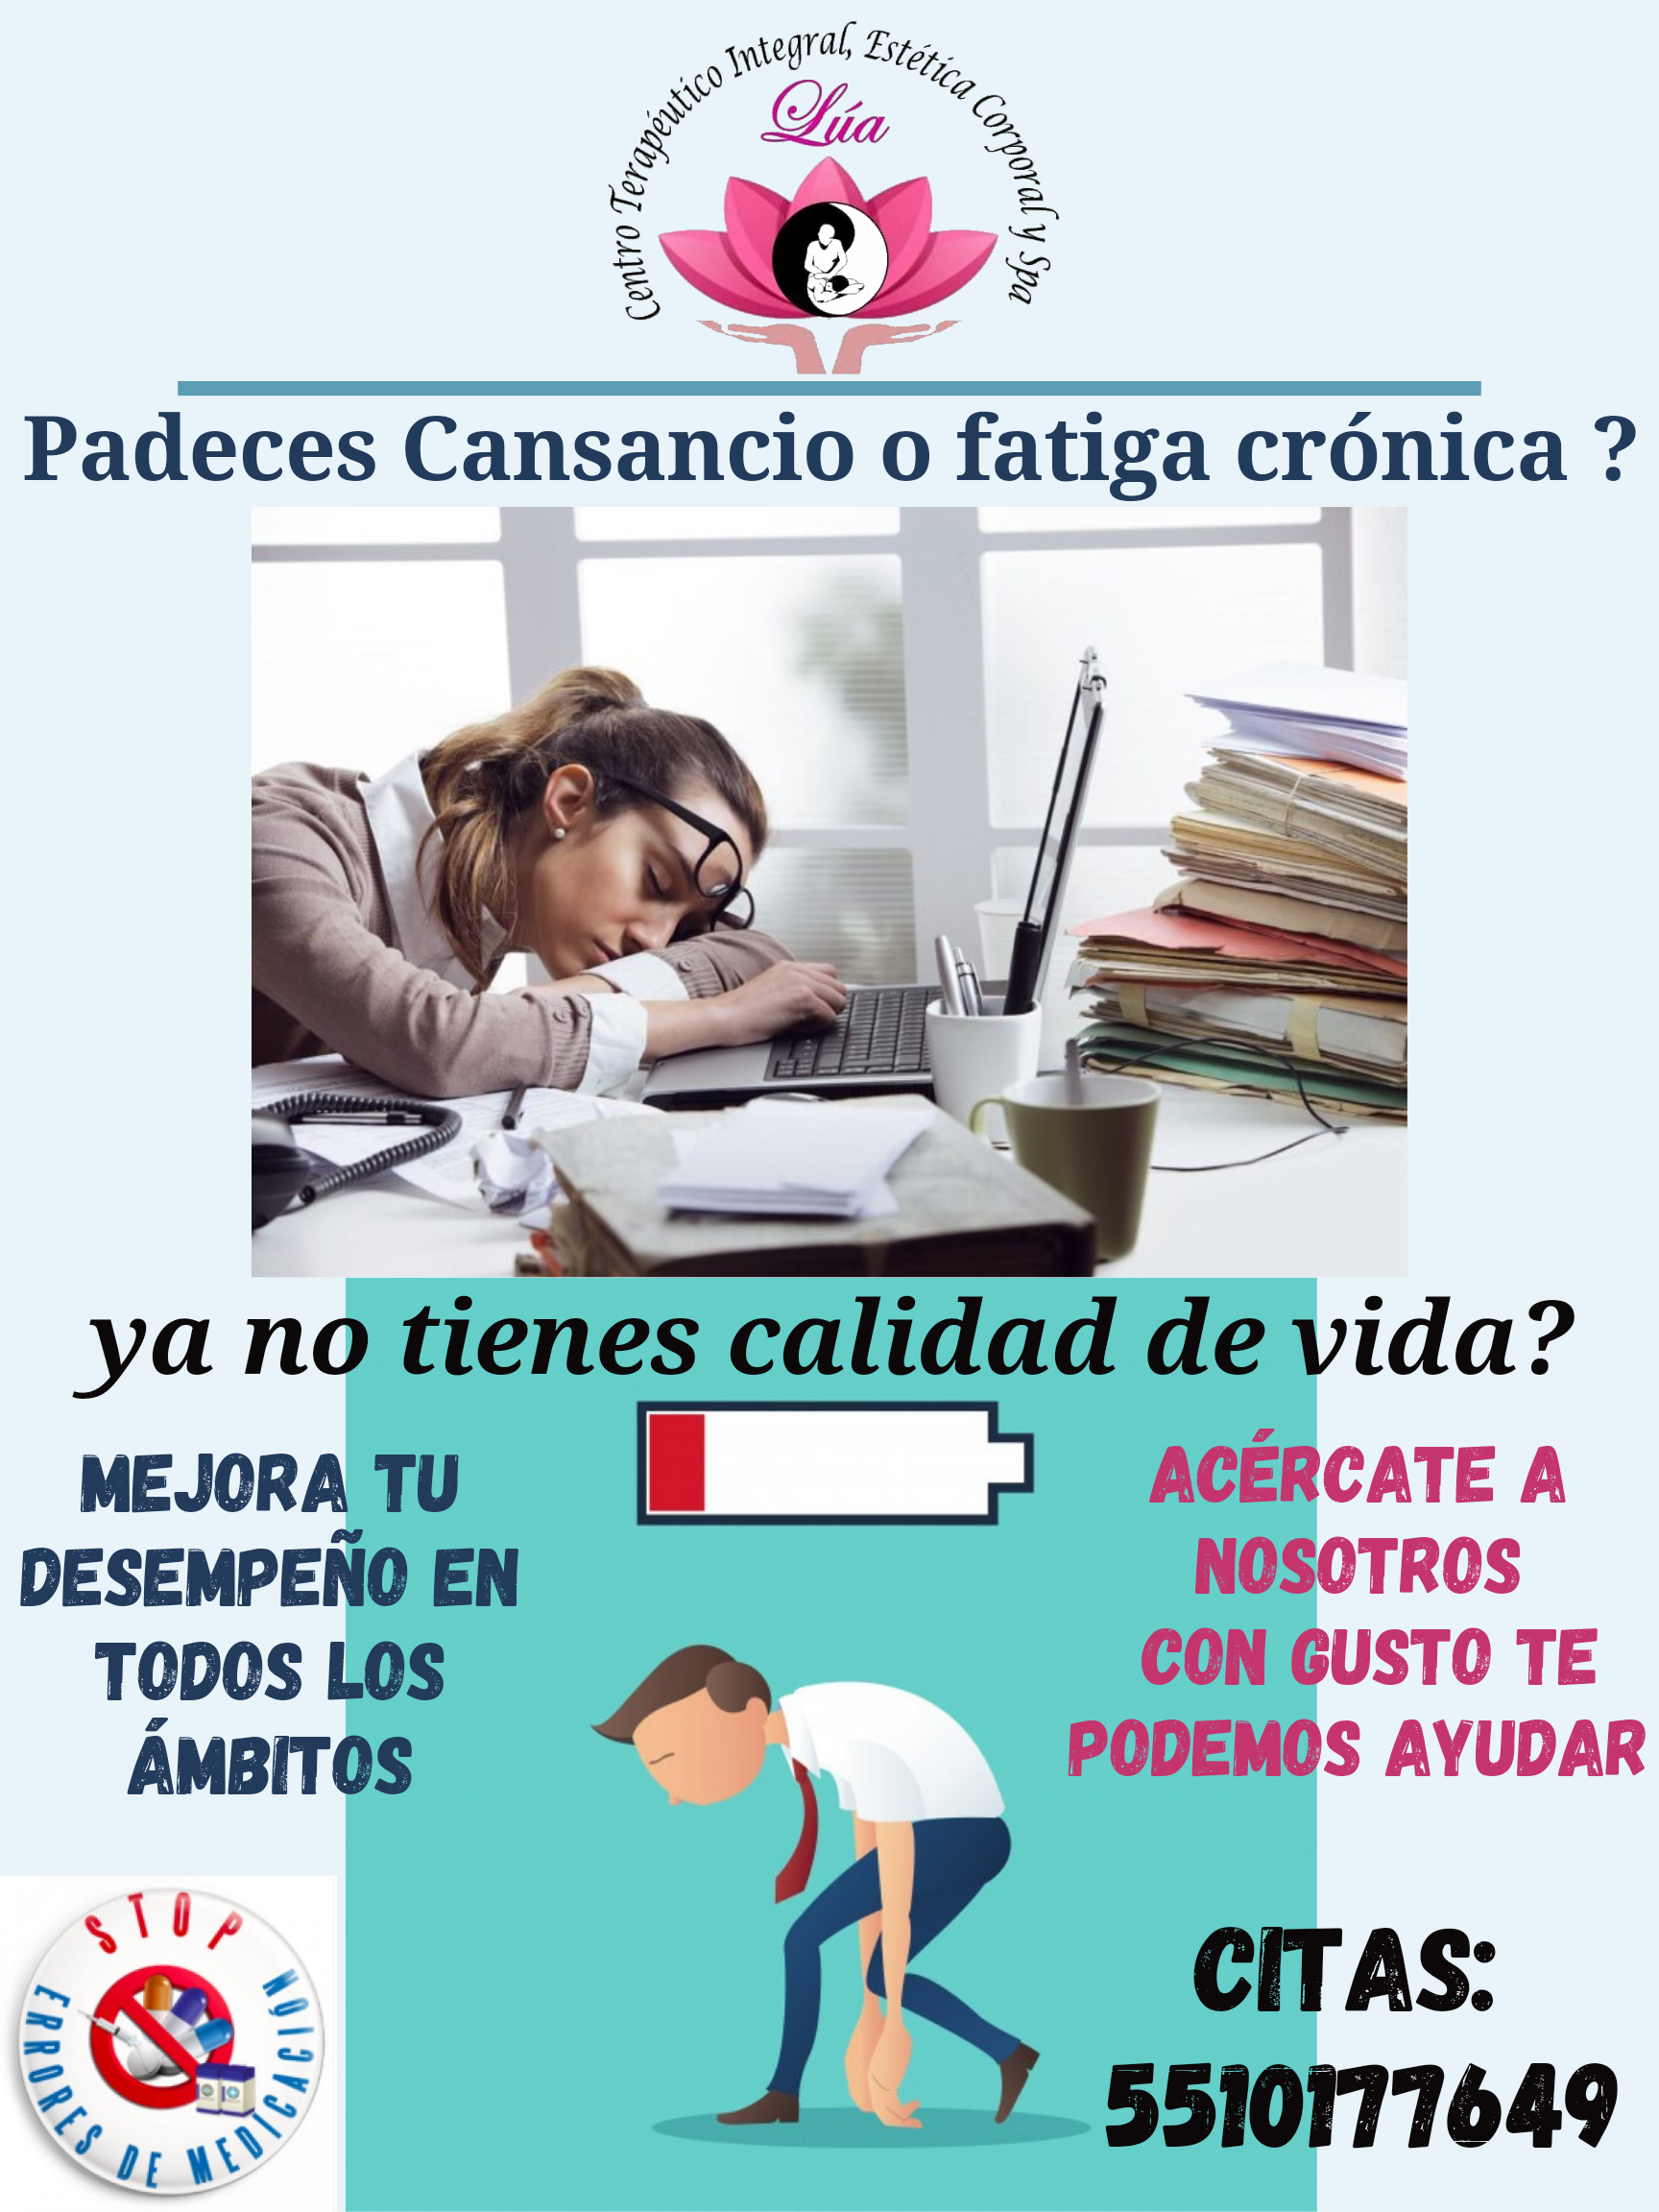 Centro Terapéutico Integral, Estética Corporal y Spa
Lúa
Padeces Cansancio o fatiga crónica ?
ya no tienes calidad de vida?
MEJORA TU
DESEMPEÑO EN
TODOS LOS
ÁMBITOS
ACÉRCATE A
NOSOTROS
CON GUSTO TE
PODEMOS AYUDAR
STOP
ERRORES DE MEDICACIÓN
CITAS:
5510177649